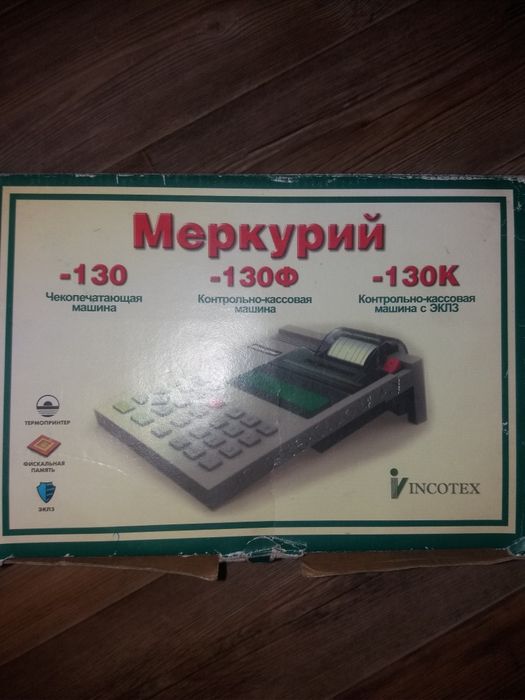 Меркурий
-130
Чекопечатающая
машина
-130Ф
Контрольно-кассовая
машина
-130К
Контрольно-кассовая
машина с ЭКЛЗ
ТЕРМОПРИНТЕР
ФИСКАЛЬНАЯ
ПАМЯТЬ
ЭКЛЗ
INCOTEX